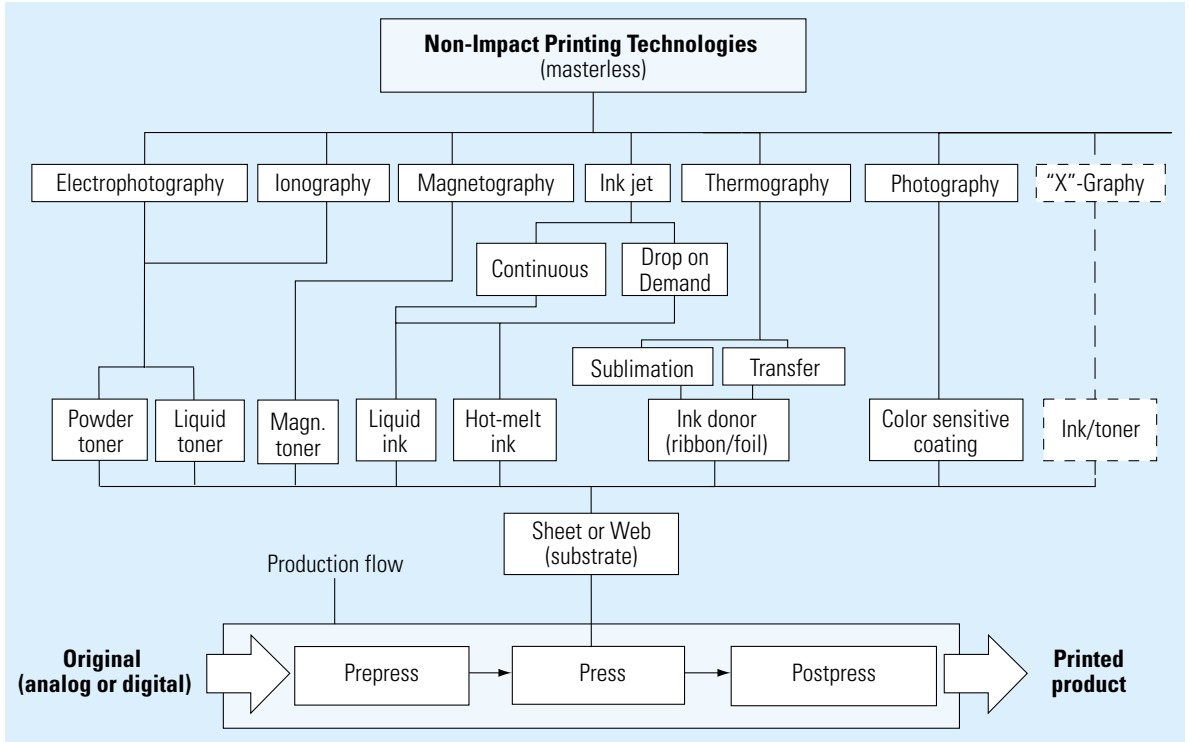 Non-Impact Printing Technologies
(masterless)
Electrophotography
Ionography
Magnetography
Ink jet
Thermography
Photography
“X”-Graphy
Continuous
Drop on
Demand
Sublimation
Transfer
Powder
toner
Liquid
toner
Magn.
toner
Liquid
ink
Hot-melt
ink
Ink donor
(ribbon/foil)
Color sensitive
coating
Ink/toner
Sheet or Web
(substrate)
Production flow
Original
(analog or digital)
Prepress
Press
Postpress
Printed
product